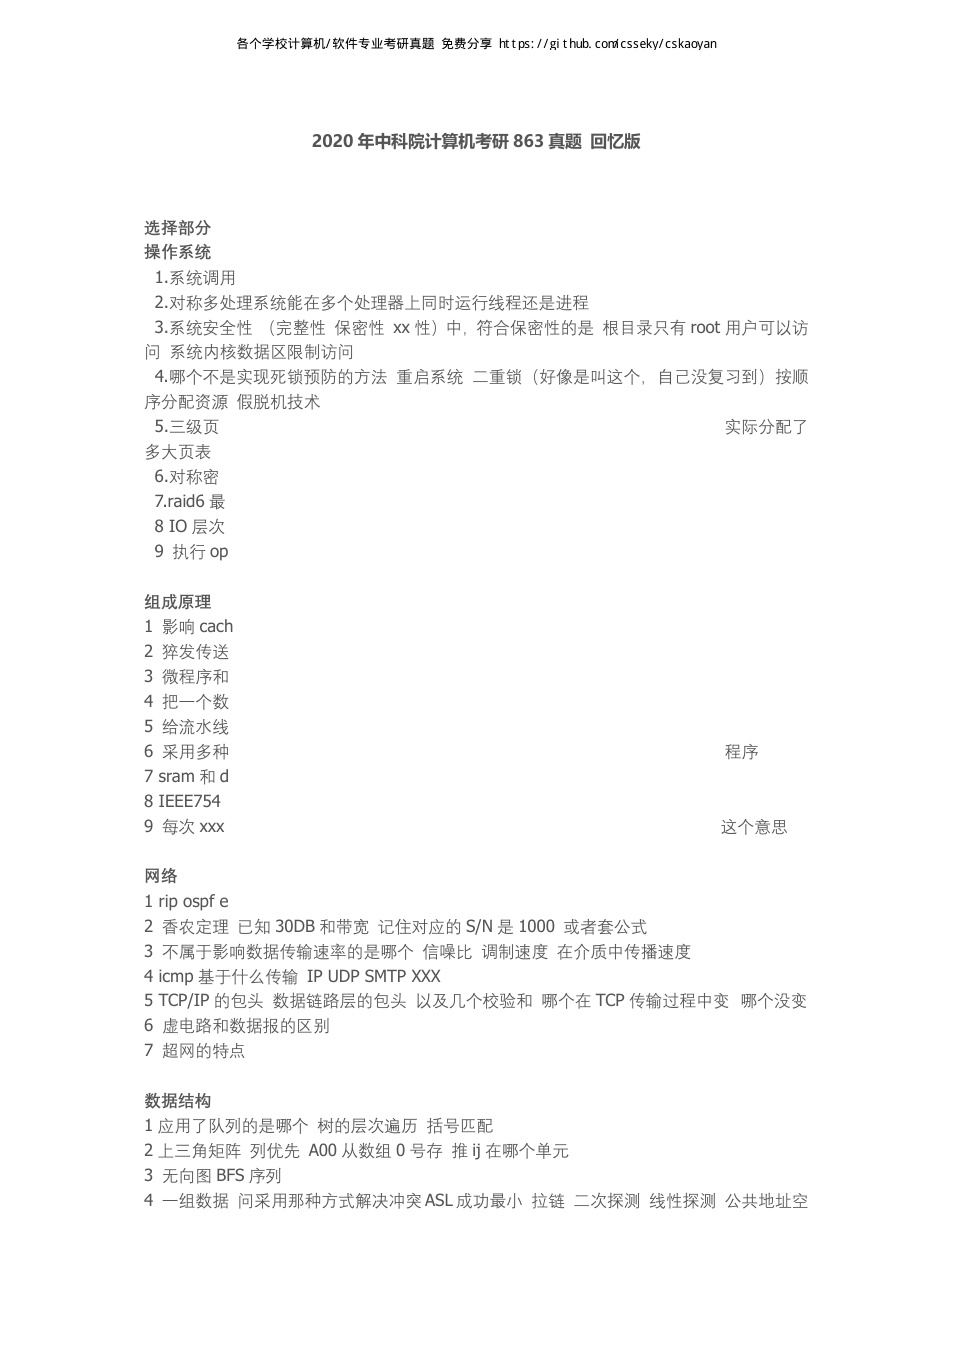 各个学校计算机/软件专业考研真题 免费分享 https://github.com/csseky/cskaoyan
2020 年中科院计算机考研 863 真题 回忆版
选择部分
操作系统
1.系统调用
2.对称多处理系统能在多个处理器上同时运行线程还是进程
3.系统安全性 （完整性 保密性 xx 性）中，符合保密性的是 根目录只有 root 用户可以访
问 系统内核数据区限制访问
4.哪个不是实现死锁预防的方法 重启系统 二重锁（好像是叫这个，自己没复习到）按顺
序分配资源 假脱机技术
5.三级页 实际分配了
多大页表
6.对称密
7.raid6 最
8 IO 层次
9 执行 op
组成原理
1 影响 cach
2 猝发传送
3 微程序和
4 把一个数
5 给流水线
6 采用多种 程序
7 sram 和 d
8 IEEE754
9 每次 xxx 这个意思
网络
1 rip ospf e
2 香农定理 已知 30DB 和带宽 记住对应的 S/N 是 1000 或者套公式
3 不属于影响数据传输速率的是哪个 信噪比 调制速度 在介质中传播速度
4 icmp 基于什么传输 IP UDP SMTP XXX
5 TCP/IP 的包头 数据链路层的包头 以及几个校验和 哪个在 TCP 传输过程中变 哪个没变
6 虚电路和数据报的区别
7 超网的特点
数据结构
1 应用了队列的是哪个 树的层次遍历 括号匹配
2 上三角矩阵 列优先 A00 从数组 0 号存 推 ij 在哪个单元
3 无向图 BFS 序列
4 一组数据 问采用那种方式解决冲突 ASL 成功最小 拉链 二次探测 线性探测 公共地址空